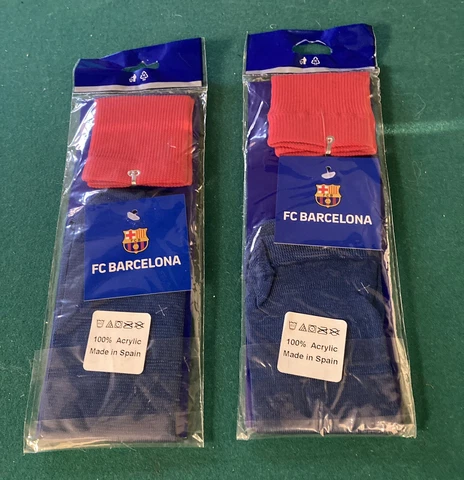 FC BARCELONA
100% Acrylic
Made in Spain
FC BARCELONA
100% Acrylic
Made in Spain